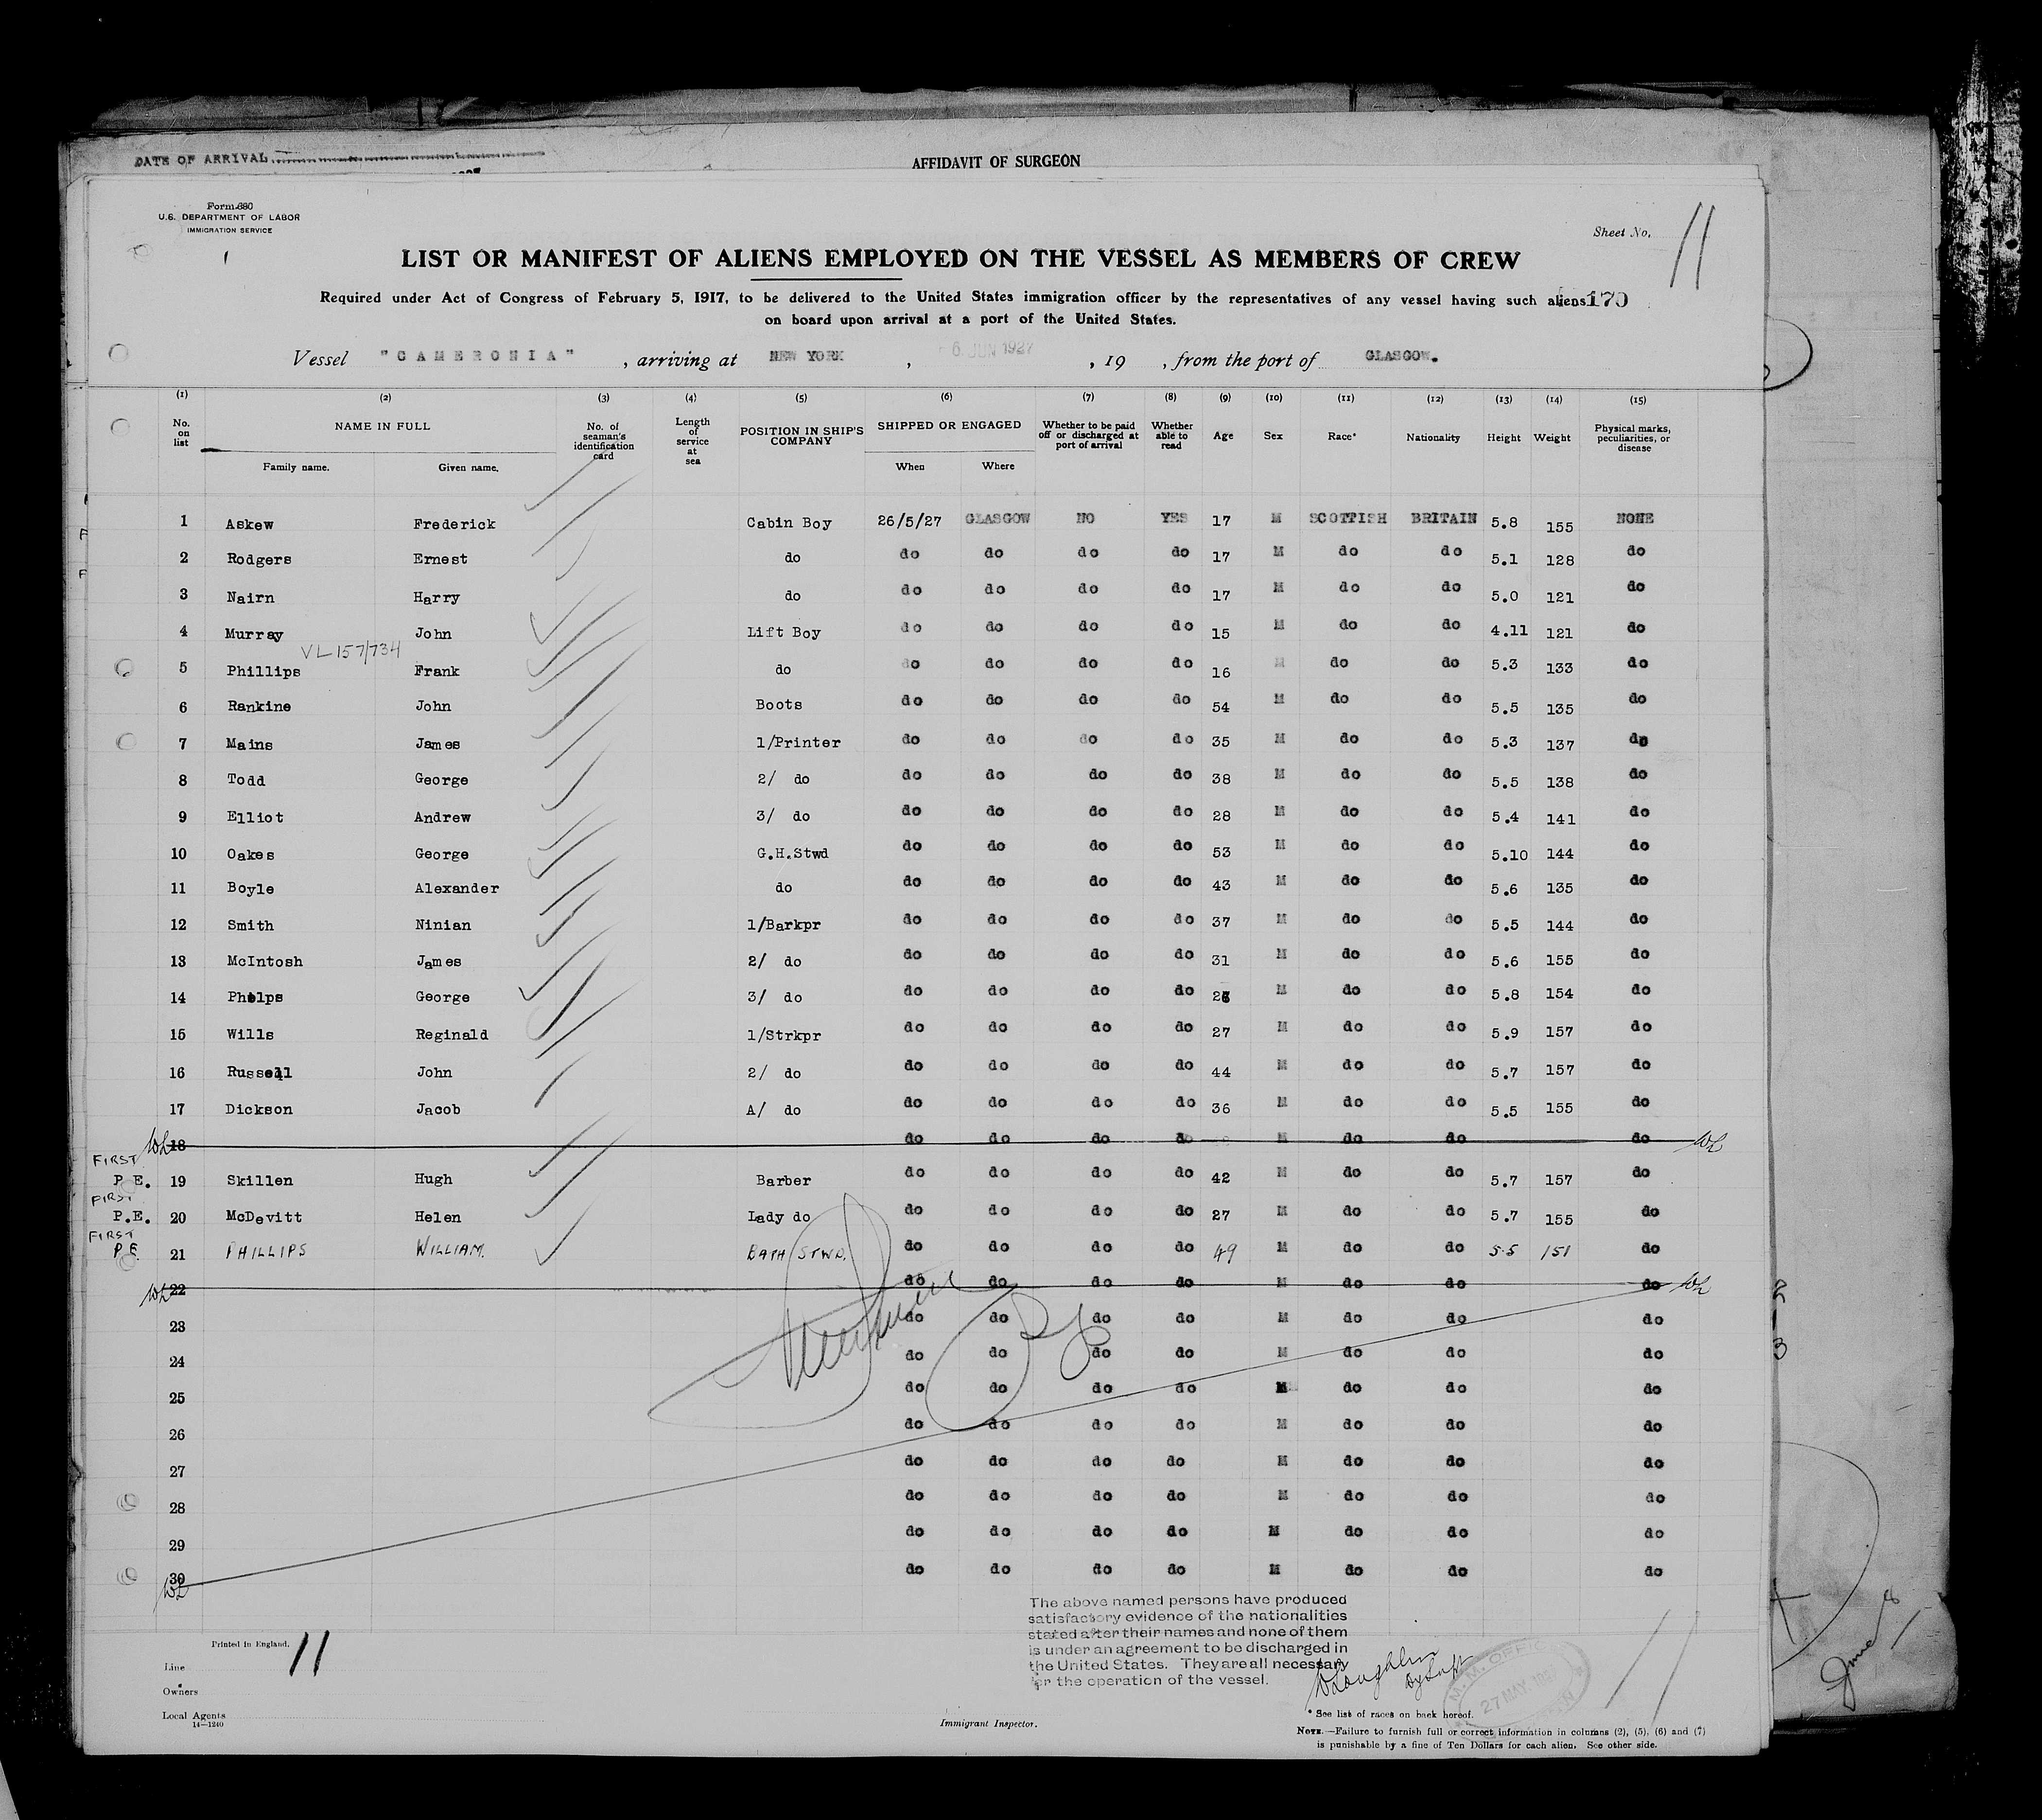 DATE OF ARRIVAL
AFFIDAVIT OF SURGEON
Form 680
U.S. DEPARTMENT OF LABOR
IMMIGRATION SERVICE
Sheet No. 11
LIST OR MANIFEST OF ALIENS EMPLOYED ON THE VESSEL AS MEMBERS OF CREW
Required under Act of Congress of February 5, 1917, to be delivered to the United States immigration officer by the representatives of any vessel having such aliens 170
on board upon arrival at a port of the United States.
Vessel "CAMERONIA", arriving at NEW YORK, 6 JUN 1927, 19 , from the port of GLASGOW.
(1) (2) (3) (4) (5) (6) (7) (8) (9) (10) (11) (12) (13) (14) (15)
No. on list NAME IN FULL Family name. Given name. No. of seaman's identification card Length of service at sea POSITION IN SHIP'S COMPANY SHIPPED OR ENGAGED When Where Whether to be paid off or discharged at port of arrival Whether able to read Age Sex Race* Nationality Height Weight Physical marks, peculiarities, or disease
1 Askew Frederick Cabin Boy 26/5/27 GLASGOW NO YES 17 M SCOTTISH BRITAIN 5.8 155 NONE
2 Rodgers Ernest do do do do do 17 M do do 5.1 128 do
3 Nairn Harry do do do do do 17 M do do 5.0 121 do
4 Murray John Lift Boy do do do do 15 M do do 4.11 121 do
VL 157/734
5 Phillips Frank do do do do do 16 M do do 5.3 133 do
6 Rankine John Boots do do do do 54 M do do 5.5 135 do
7 Mains James 1/Printer do do do do 35 M do do 5.3 137 do
8 Todd George 2/ do do do do do 38 M do do 5.5 138 do
9 Elliot Andrew 3/ do do do do do 28 M do do 5.4 141 do
10 Oakes George G.H.Stwd do do do do 53 M do do 5.10 144 do
11 Boyle Alexander do do do do do 43 M do do 5.6 135 do
12 Smith Ninian 1/Barkpr do do do do 37 M do do 5.5 144 do
13 McIntosh James 2/ do do do do do 31 M do do 5.6 155 do
14 Phelps George 3/ do do do do do M do do 5.8 154 do
15 Wills Reginald 1/Strkpr do do do do 27 M do do 5.9 157 do
16 Russell John 2/ do do do do do 44 M do do 5.7 157 do
17 Dickson Jacob A/ do do do do do 36 M do do 5.5 155 do
18 do do do do M do do do
FIRST
P.E. 19 Skillen Hugh Barber do do do do 42 M do do 5.7 157 do
FIRST
P.E. 20 McDevitt Helen Lady do do do do do 27 M do do 5.7 155 do
FIRST
P.E. 21 PHILLIPS WILLIAM. BATH STWD. do do do do 49 M do do 5.5 151 do
22 do do do do M do do do
23 do do do do M do do do
24 do do do do M do do do
25 do do do do M do do do
26 do do do do M do do do
27 do do do do M do do do
28 do do do do M do do do
29 do do do do M do do do
30 do do do do M do do do
The above named persons have produced
satisfactory evidence of the nationalities
stated after their names and none of them
is under an agreement to be discharged in
the United States. They are all necessary
for the operation of the vessel.
Printed in England.
11
Line
Owners
Local Agents
14—1240
Immigrant Inspector.
27 MAY 1927
* See list of races on back hereof.
NOTE.—Failure to furnish full or correct information in columns (2), (5), (6) and (7)
is punishable by a fine of Ten Dollars for each alien. See other side.